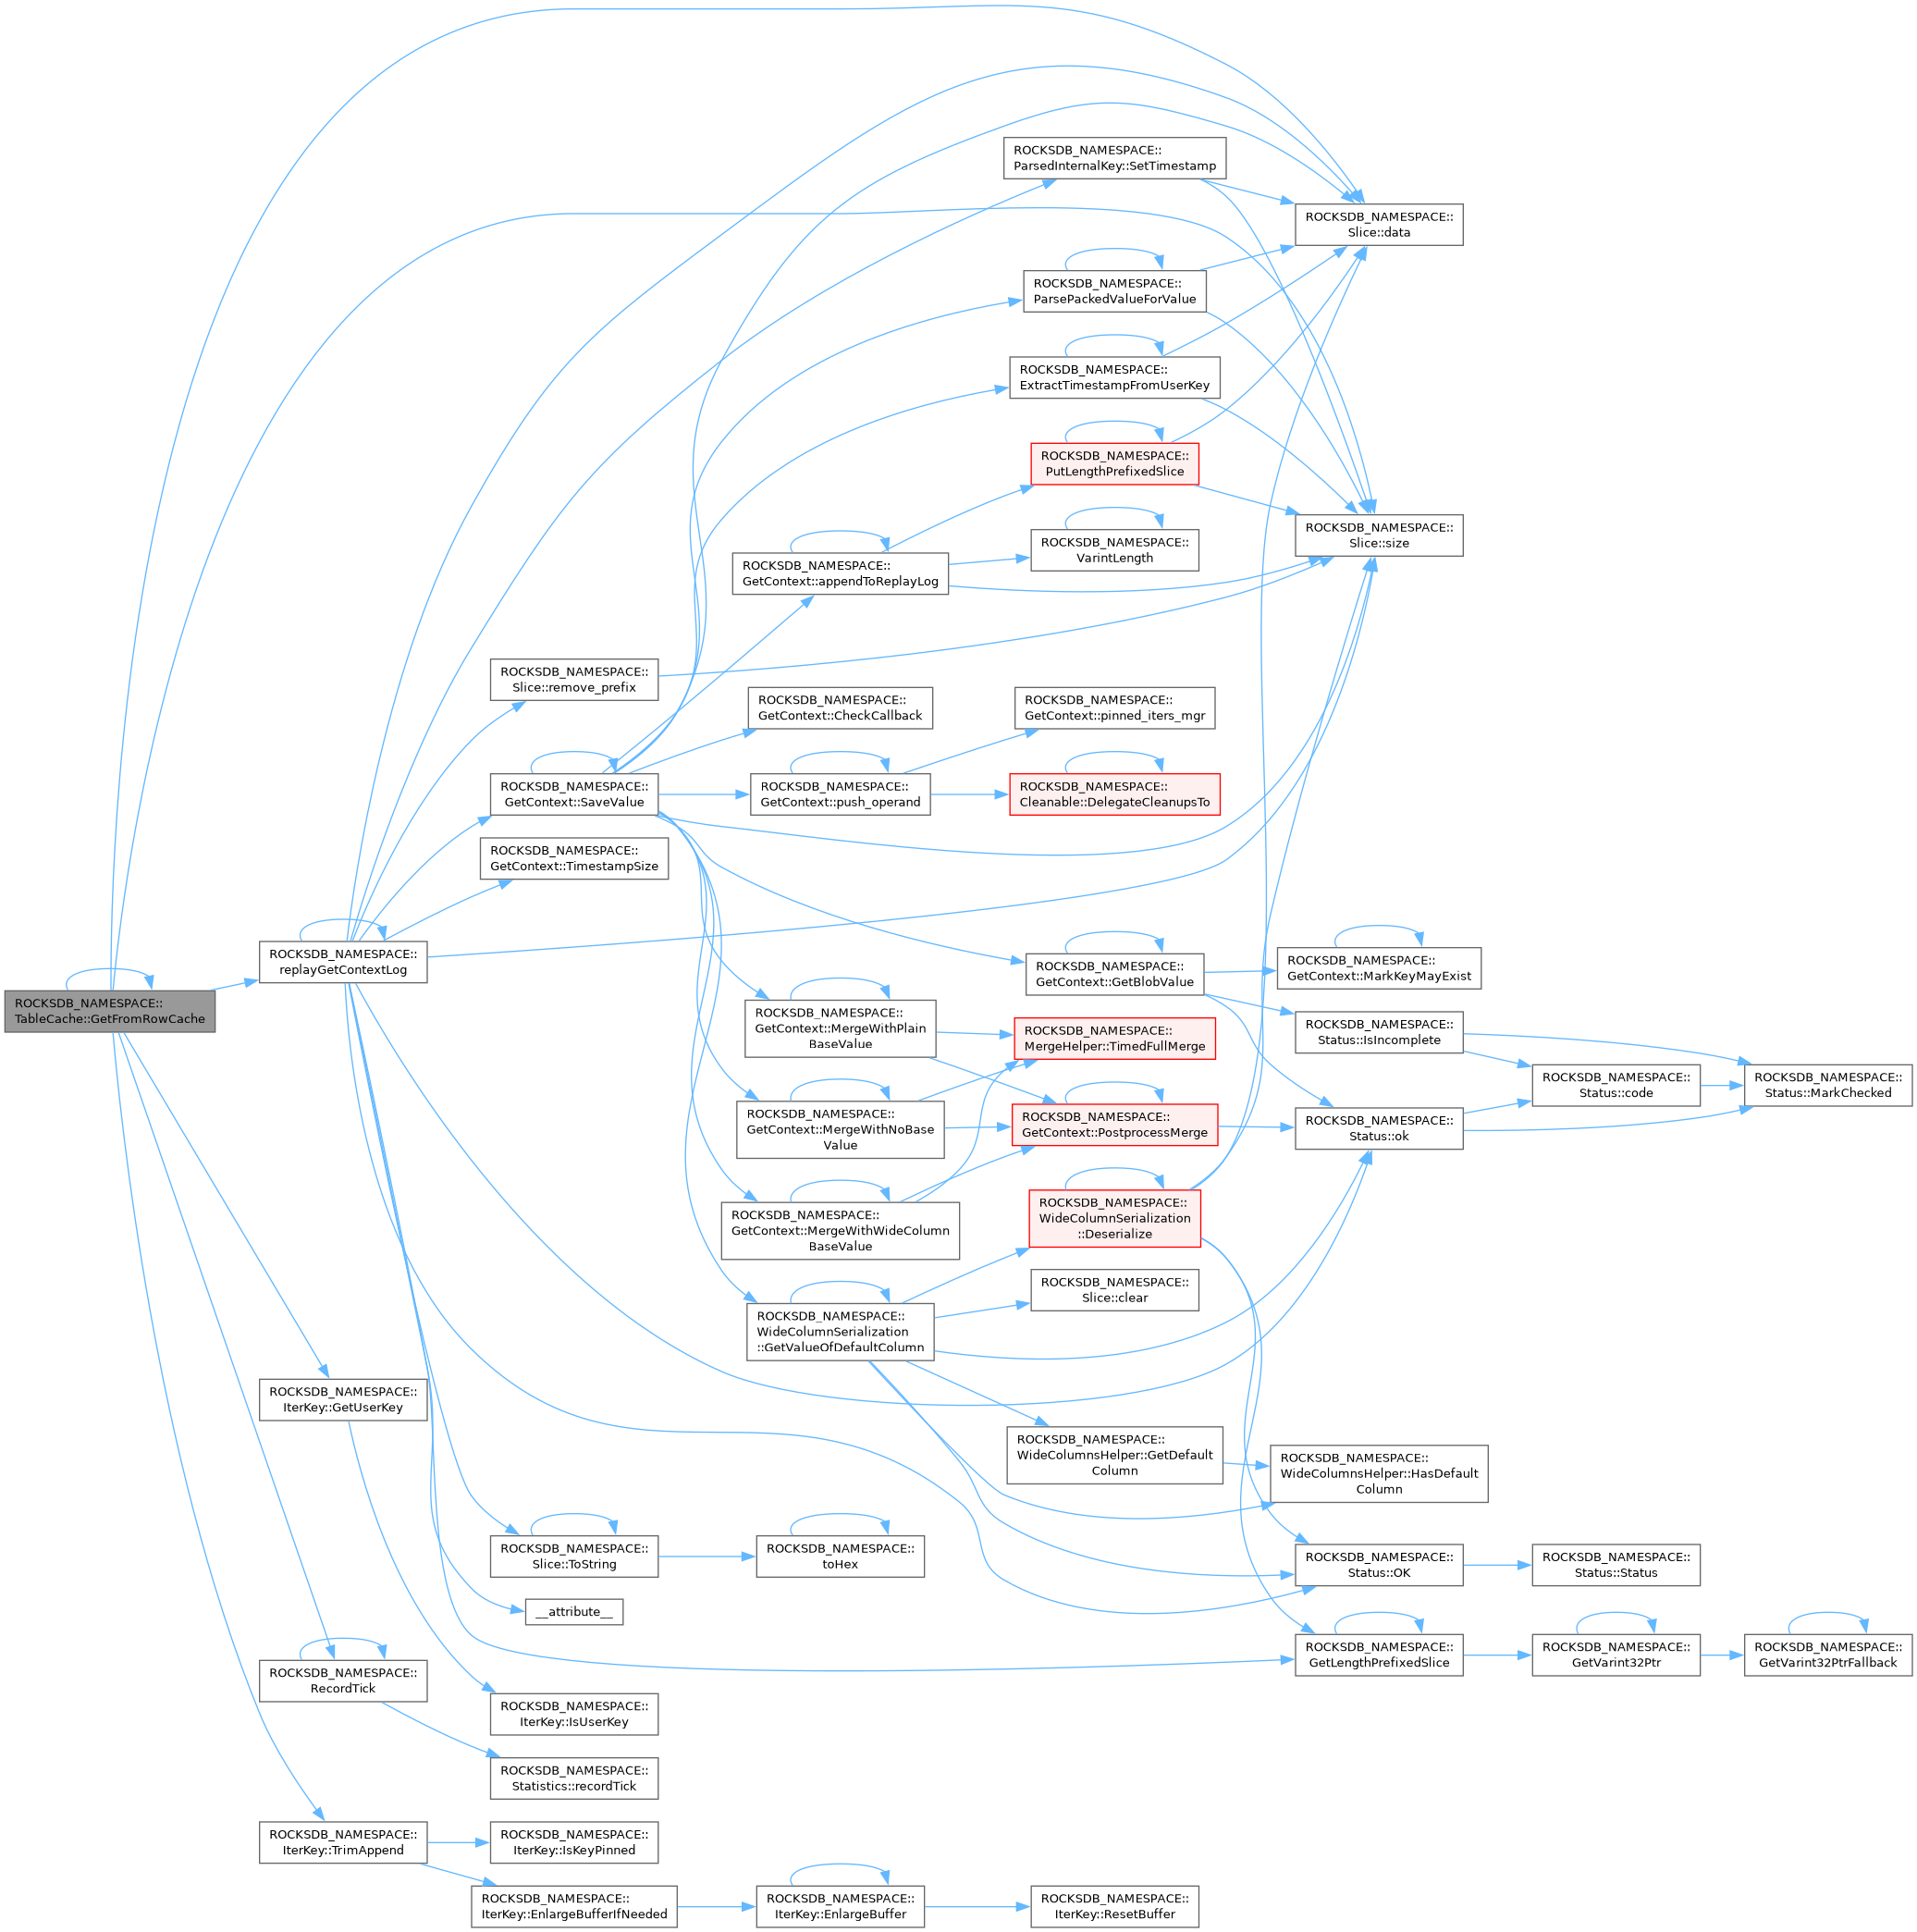 ROCKSDB_NAMESPACE::
TableCache::GetFromRowCache
ROCKSDB_NAMESPACE::
replayGetContextLog
ROCKSDB_NAMESPACE::
IterKey::GetUserKey
ROCKSDB_NAMESPACE::
RecordTick
ROCKSDB_NAMESPACE::
IterKey::TrimAppend
ROCKSDB_NAMESPACE::
Slice::remove_prefix
ROCKSDB_NAMESPACE::
GetContext::SaveValue
ROCKSDB_NAMESPACE::
GetContext::TimestampSize
ROCKSDB_NAMESPACE::
Slice::ToString
__attribute__
ROCKSDB_NAMESPACE::
IterKey::IsUserKey
ROCKSDB_NAMESPACE::
Statistics::recordTick
ROCKSDB_NAMESPACE::
IterKey::IsKeyPinned
ROCKSDB_NAMESPACE::
IterKey::EnlargeBufferIfNeeded
ROCKSDB_NAMESPACE::
GetContext::appendToReplayLog
ROCKSDB_NAMESPACE::
GetContext::CheckCallback
ROCKSDB_NAMESPACE::
GetContext::push_operand
ROCKSDB_NAMESPACE::
GetContext::MergeWithPlain
BaseValue
ROCKSDB_NAMESPACE::
GetContext::MergeWithNoBase
Value
ROCKSDB_NAMESPACE::
GetContext::MergeWithWideColumn
BaseValue
ROCKSDB_NAMESPACE::
WideColumnSerialization
::GetValueOfDefaultColumn
ROCKSDB_NAMESPACE::
toHex
ROCKSDB_NAMESPACE::
IterKey::EnlargeBuffer
ROCKSDB_NAMESPACE::
ParsedInternalKey::SetTimestamp
ROCKSDB_NAMESPACE::
ParsePackedValueForValue
ROCKSDB_NAMESPACE::
ExtractTimestampFromUserKey
ROCKSDB_NAMESPACE::
PutLengthPrefixedSlice
ROCKSDB_NAMESPACE::
VarintLength
ROCKSDB_NAMESPACE::
GetContext::pinned_iters_mgr
ROCKSDB_NAMESPACE::
Cleanable::DelegateCleanupsTo
ROCKSDB_NAMESPACE::
GetContext::GetBlobValue
ROCKSDB_NAMESPACE::
MergeHelper::TimedFullMerge
ROCKSDB_NAMESPACE::
GetContext::PostprocessMerge
ROCKSDB_NAMESPACE::
WideColumnSerialization
::Deserialize
ROCKSDB_NAMESPACE::
Slice::clear
ROCKSDB_NAMESPACE::
WideColumnsHelper::GetDefault
Column
ROCKSDB_NAMESPACE::
IterKey::ResetBuffer
ROCKSDB_NAMESPACE::
Slice::data
ROCKSDB_NAMESPACE::
Slice::size
ROCKSDB_NAMESPACE::
GetContext::MarkKeyMayExist
ROCKSDB_NAMESPACE::
Status::IsIncomplete
ROCKSDB_NAMESPACE::
Status::ok
ROCKSDB_NAMESPACE::
WideColumnsHelper::HasDefault
Column
ROCKSDB_NAMESPACE::
Status::OK
ROCKSDB_NAMESPACE::
GetLengthPrefixedSlice
ROCKSDB_NAMESPACE::
Status::code
ROCKSDB_NAMESPACE::
Status::Status
ROCKSDB_NAMESPACE::
GetVarint32Ptr
ROCKSDB_NAMESPACE::
Status::MarkChecked
ROCKSDB_NAMESPACE::
GetVarint32PtrFallback